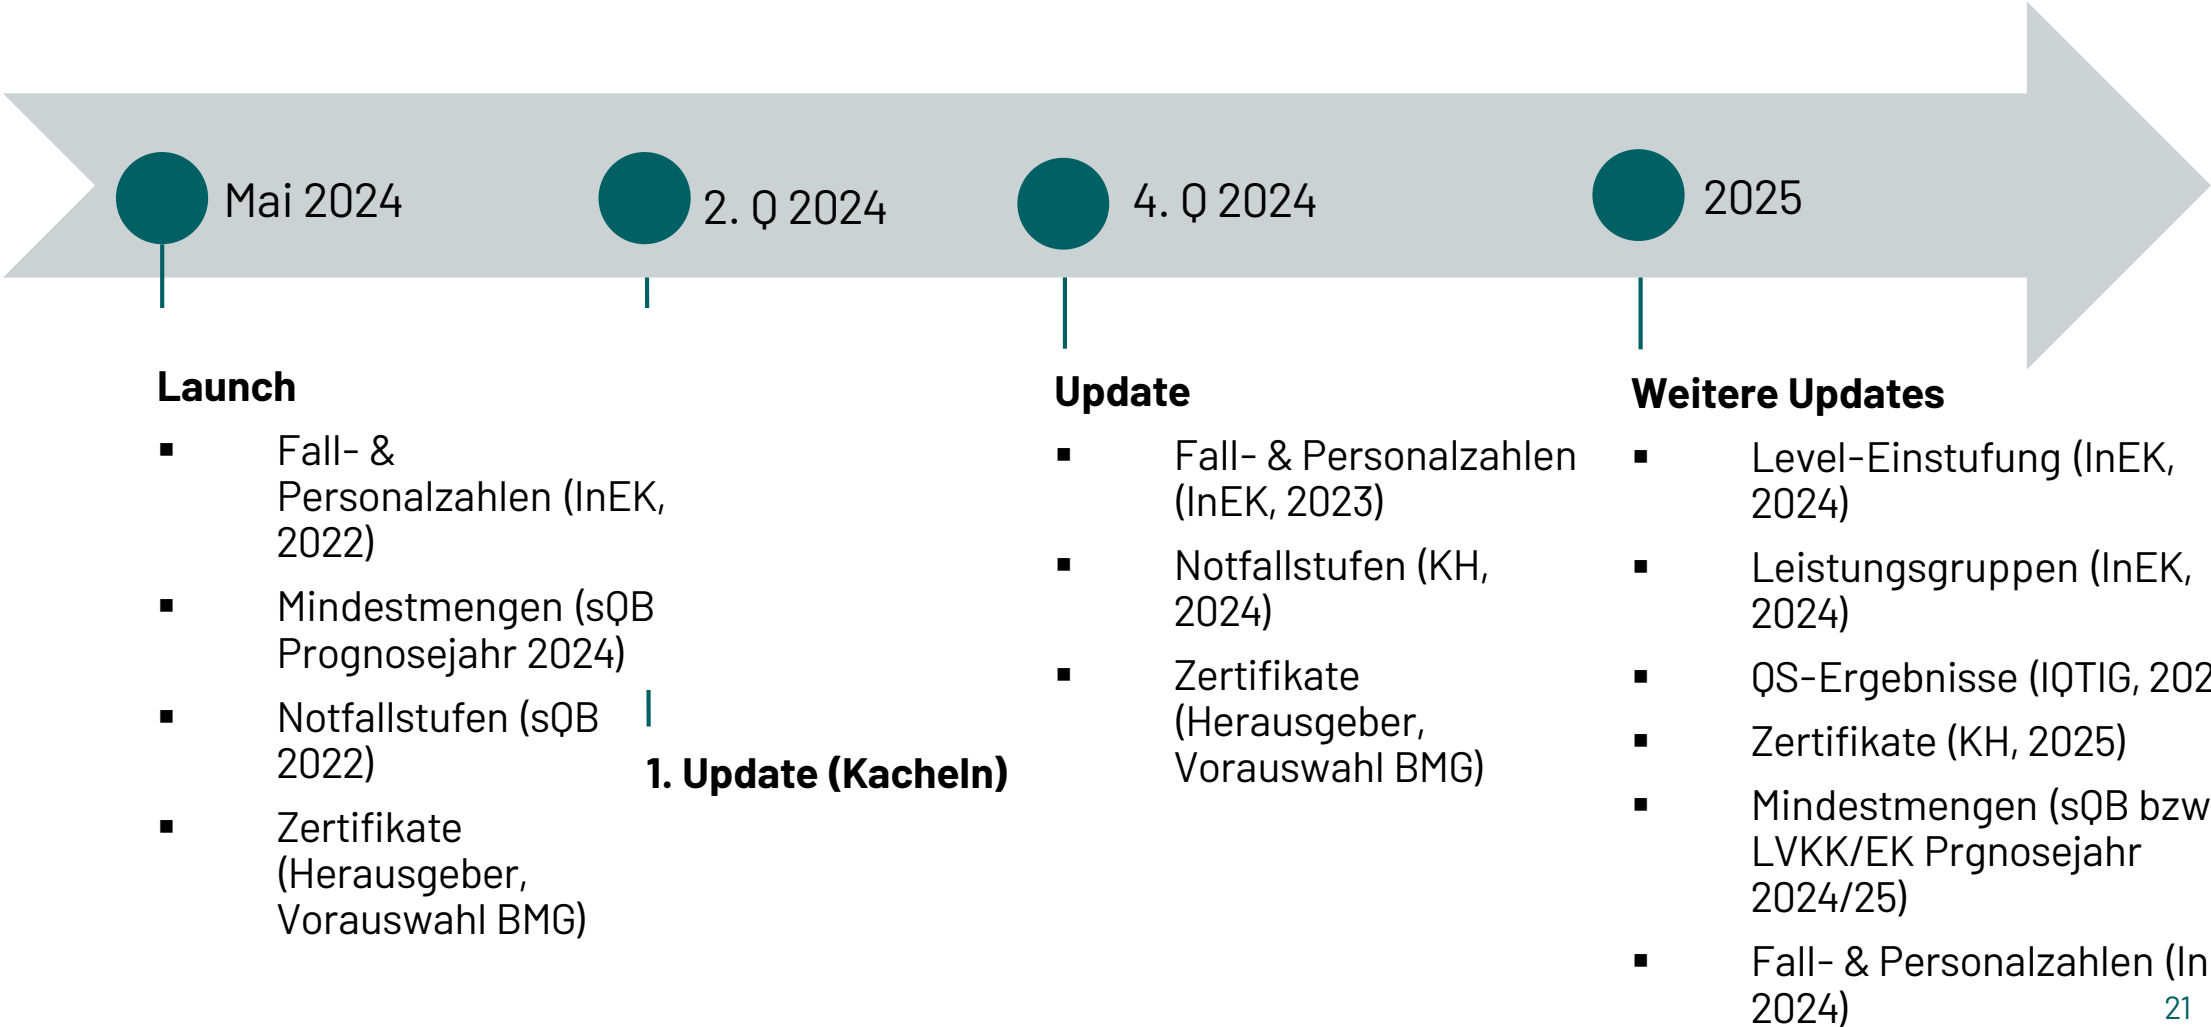 Mai 2024
2. Q 2024
4. Q 2024
2025
Launch
▪ Fall- &
Personalzahlen (InEK,
2022)
▪ Mindestmengen (sQB
Prognosejahr 2024)
▪ Notfallstufen (sQB
2022)
▪ Zertifikate
(Herausgeber,
Vorauswahl BMG)
1. Update (Kacheln)
Update
▪ Fall- & Personalzahlen
(InEK, 2023)
▪ Notfallstufen (KH,
2024)
▪ Zertifikate
(Herausgeber,
Vorauswahl BMG)
Weitere Updates
▪ Level-Einstufung (InEK,
2024)
▪ Leistungsgruppen (InEK,
2024)
▪ QS-Ergebnisse (IQTIG, 202
▪ Zertifikate (KH, 2025)
▪ Mindestmengen (sQB bzw
LVKK/EK Prgnosejahr
2024/25)
▪ Fall- & Personalzahlen (In
2024)
21